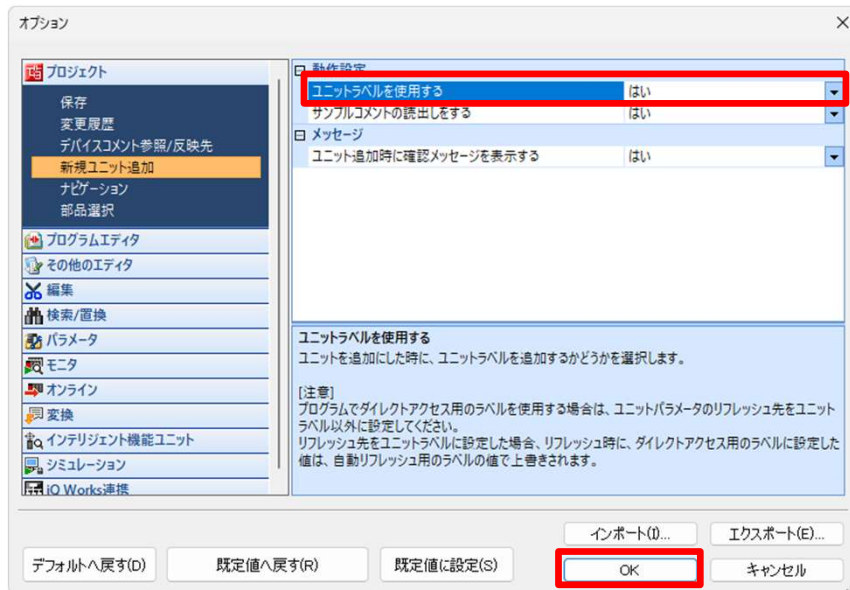 オプション
プロジェクト
保存
変更履歴
デバイスコメント参照/反映先
新規ユニット追加
ナビゲーション
部品選択
プログラムエディタ
その他のエディタ
編集
検索/置換
パラメータ
モニタ
オンライン
変換
インテリジェント機能ユニット
シミュレーション
iQ Works連携
動作設定
ユニットラベルを使用する はい
サンプルコメントの読出しをする はい
メッセージ
ユニット追加時に確認メッセージを表示する はい
ユニットラベルを使用する
ユニットを追加にした時に、ユニットラベルを追加するかどうかを選択します。
[注意]
プログラムでダイレクトアクセス用のラベルを使用する場合は、ユニットパラメータのリフレッシュ先をユニット
ラベル以外に設定してください。
リフレッシュ先をユニットラベルに設定した場合、リフレッシュ時に、ダイレクトアクセス用のラベルに設定した
値は、自動リフレッシュ用のラベルの値で上書きされます。
インポート(I)... エクスポート(E)...
デフォルトへ戻す(D) 既定値へ戻す(R) 既定値に設定(S) OK キャンセル